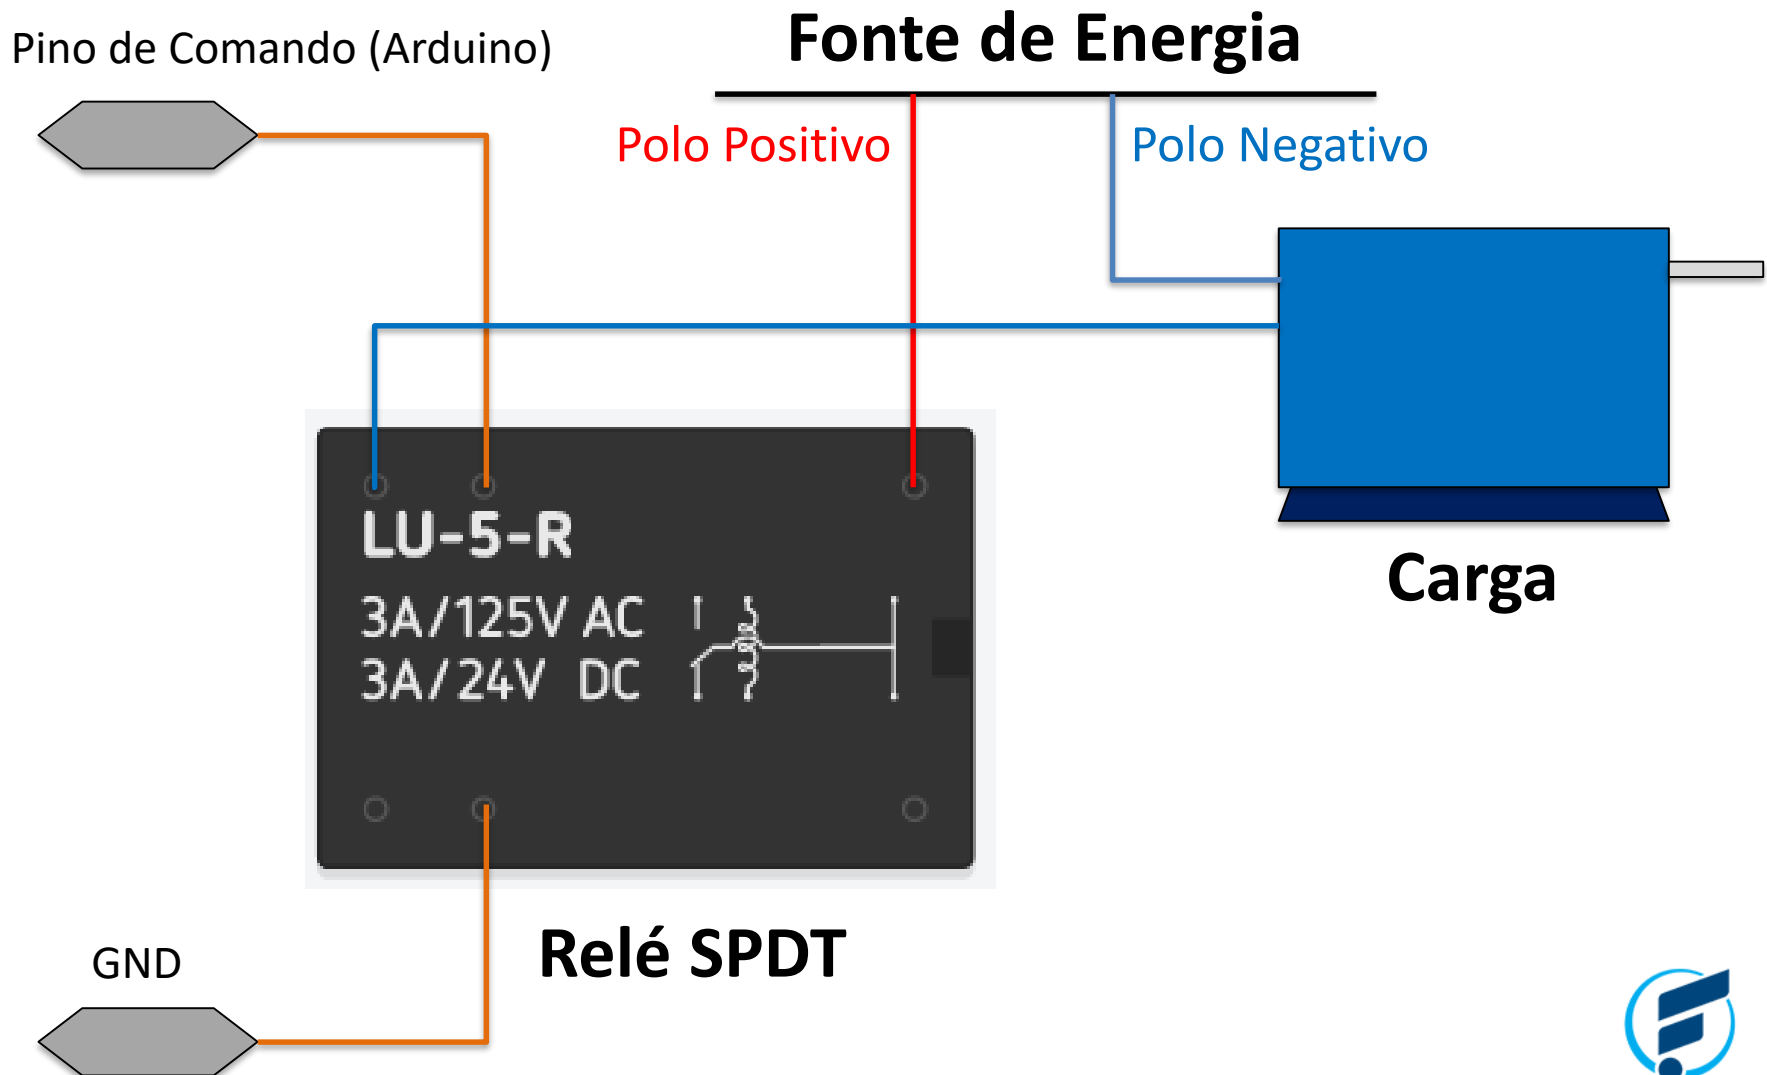 Fonte de Energia
Pino de Comando (Arduino)
Polo Positivo
Polo Negativo
LU-5-R
3A/125V AC
3A/24V DC
Carga
Relé SPDT
GND